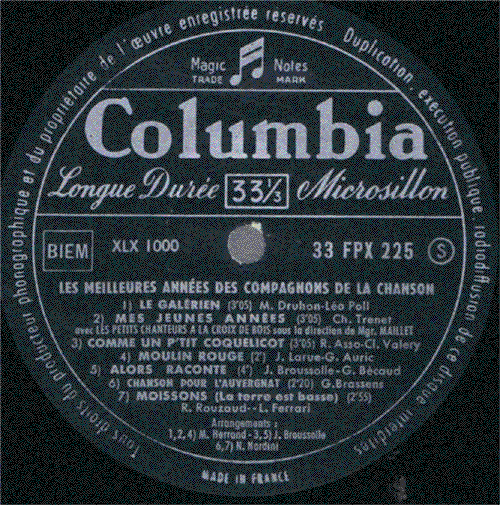 Tous droits du producteur phonographique et du propriétaire de l'œuvre enregistrée réservés Duplication, exécution publique, radiodiffusion de ce disque interdites
Magic Notes
TRADE MARK
Columbia
Longue Durée 33⅓ Microsillon
BIEM XLX 1000 33 FPX 225 S
LES MEILLEURES ANNÉES DES COMPAGNONS DE LA CHANSON
1) LE GALÉRIEN (3'05) M. Druhon-Léo Poll
2) MES JEUNES ANNÉES (3'05) Ch. Trenet
avec LES PETITS CHANTEURS A LA CROIX DE BOIS sous la direction de Mgr. MAILLET
3) COMME UN P'TIT COQUELICOT (3'05) R. Asso-Cl. Valery
4) MOULIN ROUGE (2') J. Larue-G. Auric
5) ALORS RACONTE (4') J. Broussolle-G. Bécaud
6) CHANSON POUR L'AUVERGNAT (2'20) G. Brassens
7) MOISSONS (La terre est basse) (2'55)
R. Rouzaud--L. Ferrari
Arrangements :
1,2,4) M. Herrand-3,5) J. Broussolle
6,7) N. Nardini
MADE IN FRANCE